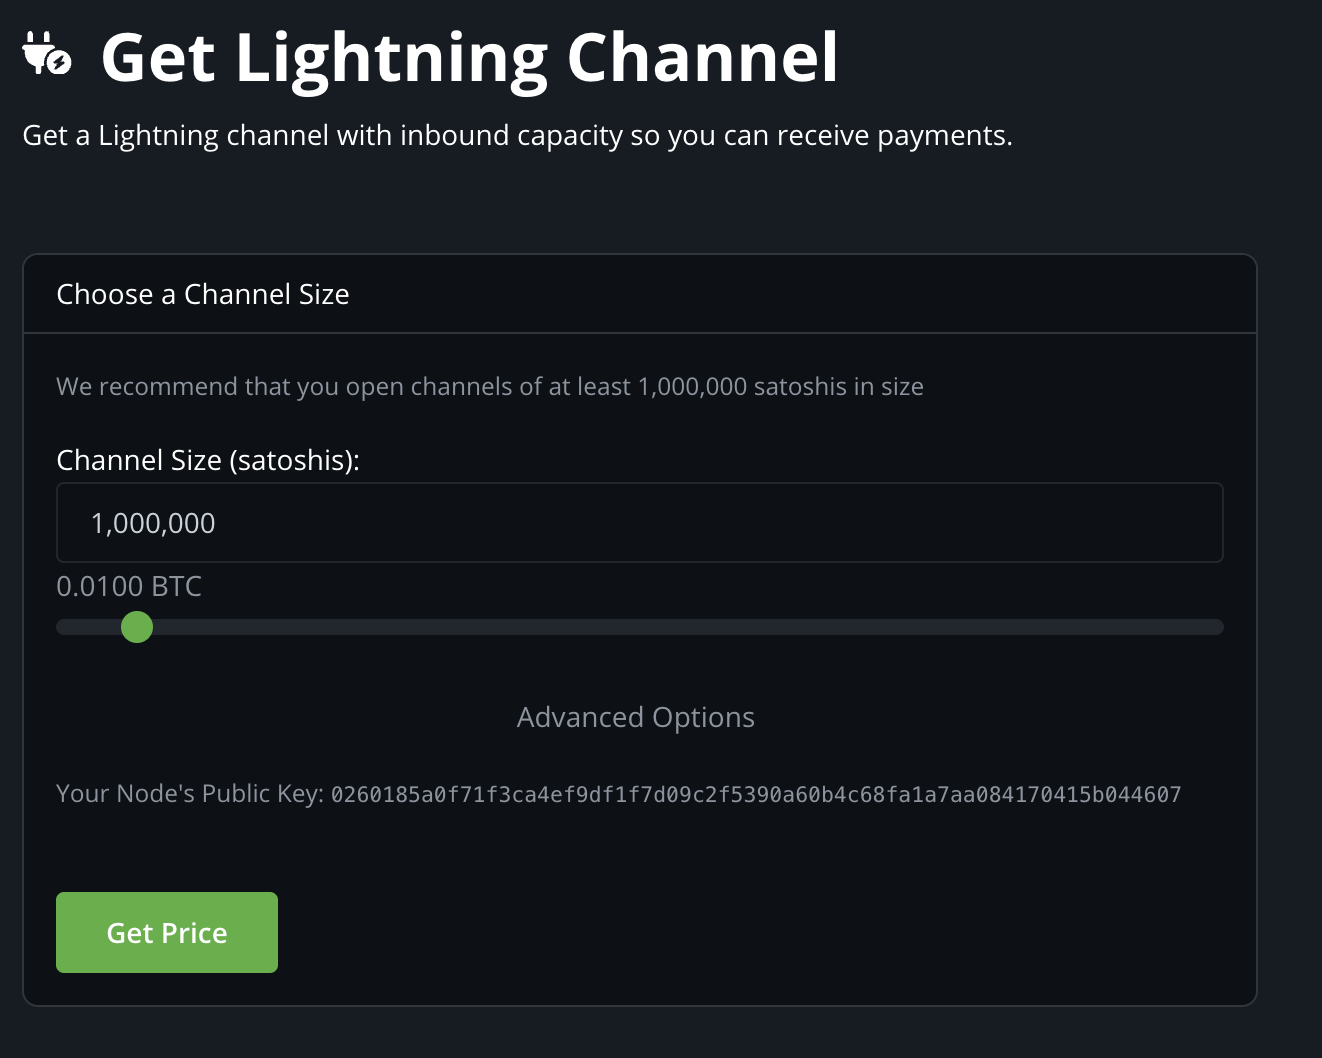 Get Lightning Channel
Get a Lightning channel with inbound capacity so you can receive payments.
Choose a Channel Size
We recommend that you open channels of at least 1,000,000 satoshis in size
Channel Size (satoshis):
1,000,000
0.0100 BTC
Advanced Options
Your Node's Public Key: 0260185a0f71f3ca4ef9df1f7d09c2f5390a60b4c68fa1a7aa084170415b044607
Get Price